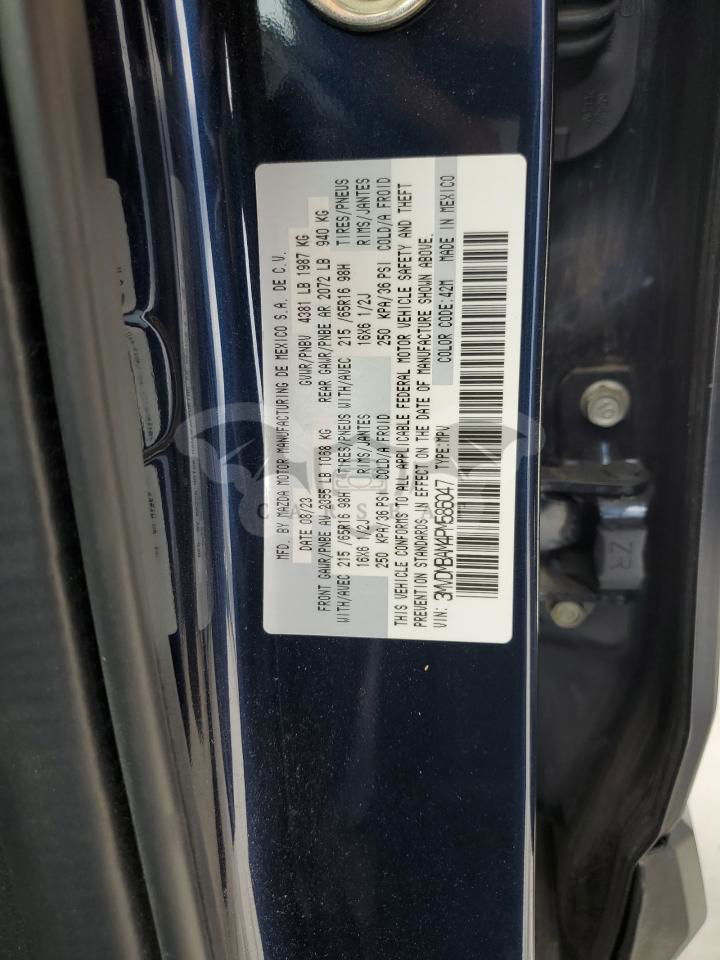 MFD. BY MAZDA MOTOR MANUFACTURING DE MEXICO S.A. DE C.V.
DATE 08/23 GVWR/PNBV 4381 LB 1987 KG
FRONT GAWR/PNBE AV 2355 LB 1068 KG REAR GAWR/PNBE AR 2072 LB 940 KG
WITH/AVEC 215 /65R16 98H TIRES/PNEUS WITH/AVEC 215 /65R16 98H TIRES/PNEUS
16X6 1/2J RIMS/JANTES 16X6 1/2J RIMS/JANTES
250 KPA/36 PSI COLD/A FROID 250 KPA/36 PSI COLD/A FROID
THIS VEHICLE CONFORMS TO ALL APPLICABLE FEDERAL MOTOR VEHICLE SAFETY AND THEFT
PREVENTION STANDARDS IN EFFECT ON THE DATE OF MANUFACTURE SHOWN ABOVE.
VIN: 3MVDMBAM4PM586047 TYPE:MPV COLOR CODE:42M MADE IN MEXICO
ZR